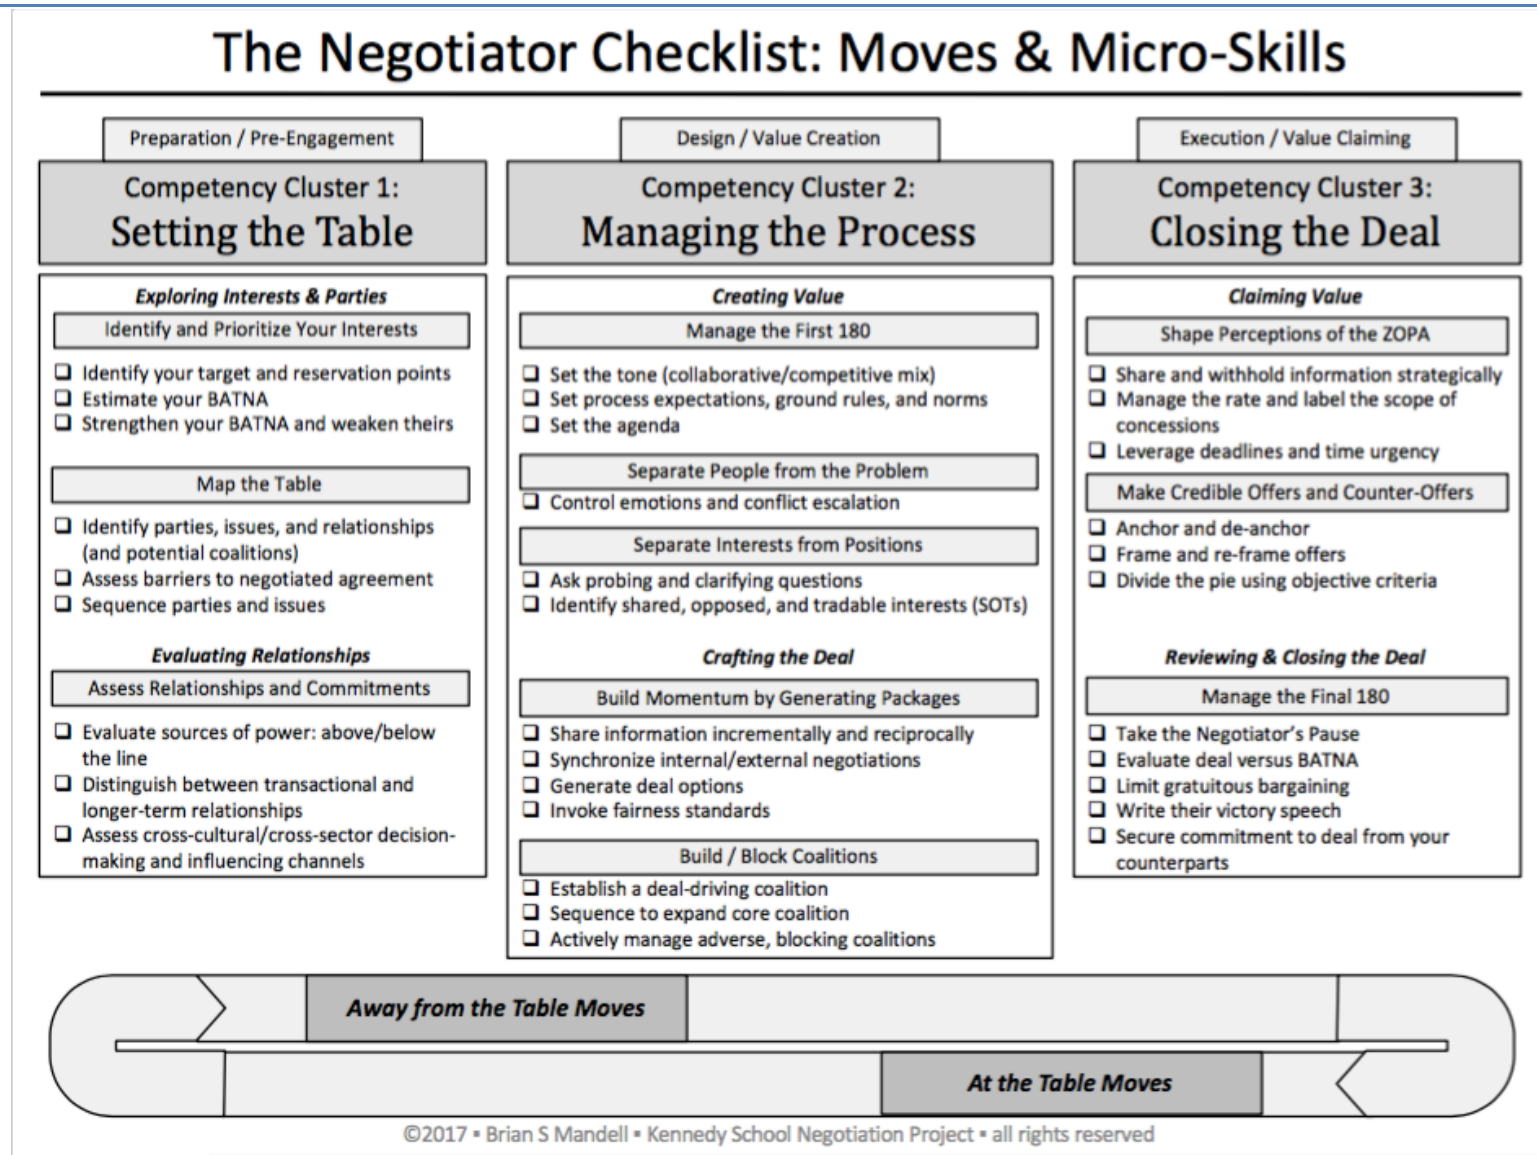 The Negotiator Checklist: Moves & Micro-Skills
Preparation / Pre-Engagement
Competency Cluster 1:
Setting the Table
Exploring Interests & Parties
Identify and Prioritize Your Interests
❑ Identify your target and reservation points
❑ Estimate your BATNA
❑ Strengthen your BATNA and weaken theirs
Map the Table
❑ Identify parties, issues, and relationships
(and potential coalitions)
❑ Assess barriers to negotiated agreement
❑ Sequence parties and issues
Evaluating Relationships
Assess Relationships and Commitments
❑ Evaluate sources of power: above/below
the line
❑ Distinguish between transactional and
longer-term relationships
❑ Assess cross-cultural/cross-sector decision-
making and influencing channels
Design / Value Creation
Competency Cluster 2:
Managing the Process
Creating Value
Manage the First 180
❑ Set the tone (collaborative/competitive mix)
❑ Set process expectations, ground rules, and norms
❑ Set the agenda
Separate People from the Problem
❑ Control emotions and conflict escalation
Separate Interests from Positions
❑ Ask probing and clarifying questions
❑ Identify shared, opposed, and tradable interests (SOTs)
Crafting the Deal
Build Momentum by Generating Packages
❑ Share information incrementally and reciprocally
❑ Synchronize internal/external negotiations
❑ Generate deal options
❑ Invoke fairness standards
Build / Block Coalitions
❑ Establish a deal-driving coalition
❑ Sequence to expand core coalition
❑ Actively manage adverse, blocking coalitions
Execution / Value Claiming
Competency Cluster 3:
Closing the Deal
Claiming Value
Shape Perceptions of the ZOPA
❑ Share and withhold information strategically
❑ Manage the rate and label the scope of
concessions
❑ Leverage deadlines and time urgency
Make Credible Offers and Counter-Offers
❑ Anchor and de-anchor
❑ Frame and re-frame offers
❑ Divide the pie using objective criteria
Reviewing & Closing the Deal
Manage the Final 180
❑ Take the Negotiator's Pause
❑ Evaluate deal versus BATNA
❑ Limit gratuitous bargaining
❑ Write their victory speech
❑ Secure commitment to deal from your
counterparts
Away from the Table Moves
At the Table Moves
©2017 ▪ Brian S Mandell ▪ Kennedy School Negotiation Project ▪ all rights reserved